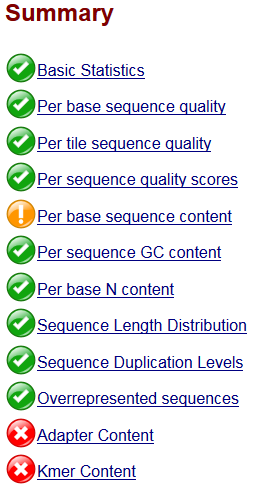 Summary
Basic Statistics
Per base sequence quality
Per tile sequence quality
Per sequence quality scores
Per base sequence content
Per sequence GC content
Per base N content
Sequence Length Distribution
Sequence Duplication Levels
Overrepresented sequences
Adapter Content
Kmer Content